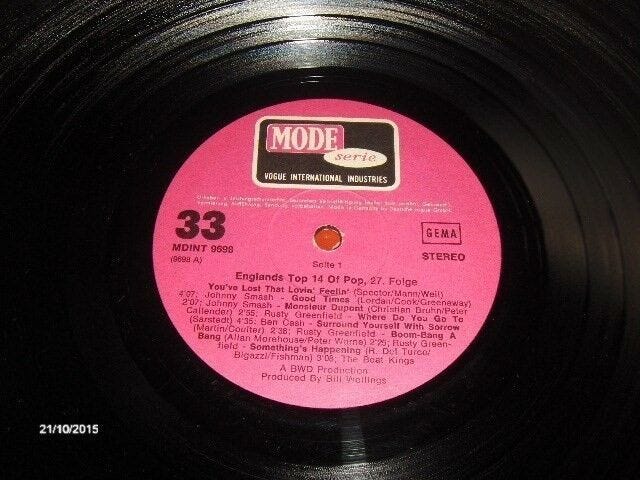 MODE
serie
VOGUE INTERNATIONAL INDUSTRIES
33
MDINT 9698
(9698 A)
GEMA
STEREO
Seite 1
Englands Top 14 Of Pop, 27. Folge
You've Lost That Lovin' Feelin' (Spector/Mann/Weil)
4'07; Johnny Smash - Good Times (Lordan/Cook/Greenaway)
2'07; Johnny Smash - Monsieur Dupont (Christian Bruhn/Peter
Callender) 2'55; Rusty Greenfield - Where Do You Go To
(Sarstedt) 4'35; Ben Cash - Surround Yourself With Sorrow
(Martin/Coulter) 2'36; Rusty Greenfield - Boom-Bang A
Bang (Allan Morehouse/Peter Warne) 2'25; Rusty Green-
field - Something's Happening (R. Del Turco/
Bigazzi/Fishman) 3'08; The Beat Kings
A BWD Production
Produced By Bill Wellings
21/10/2015